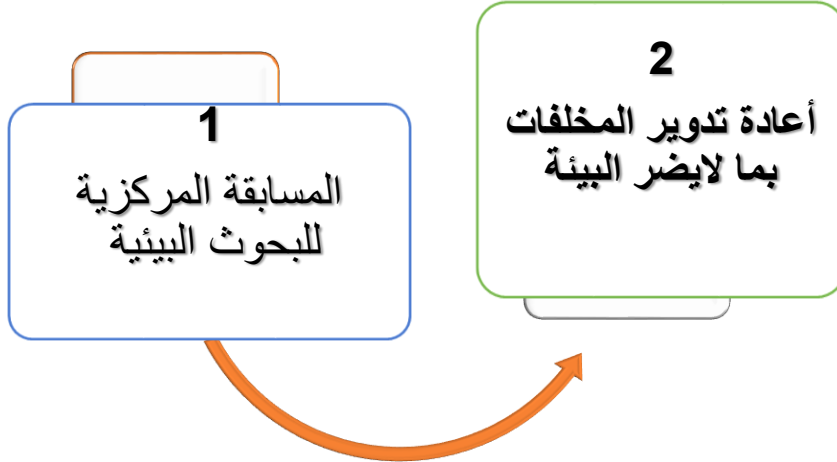 1
المسابقة المركزية
للبحوث البيئية
2
أعادة تدوير المخلفات
بما لايضر البيئة